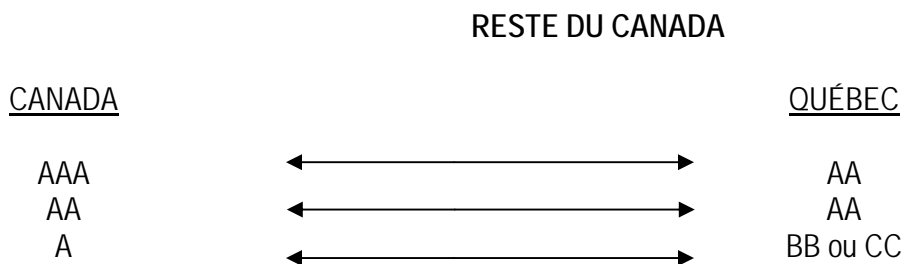 RESTE DU CANADA
CANADA QUÉBEC
AAA AA
AA AA
A BB ou CC